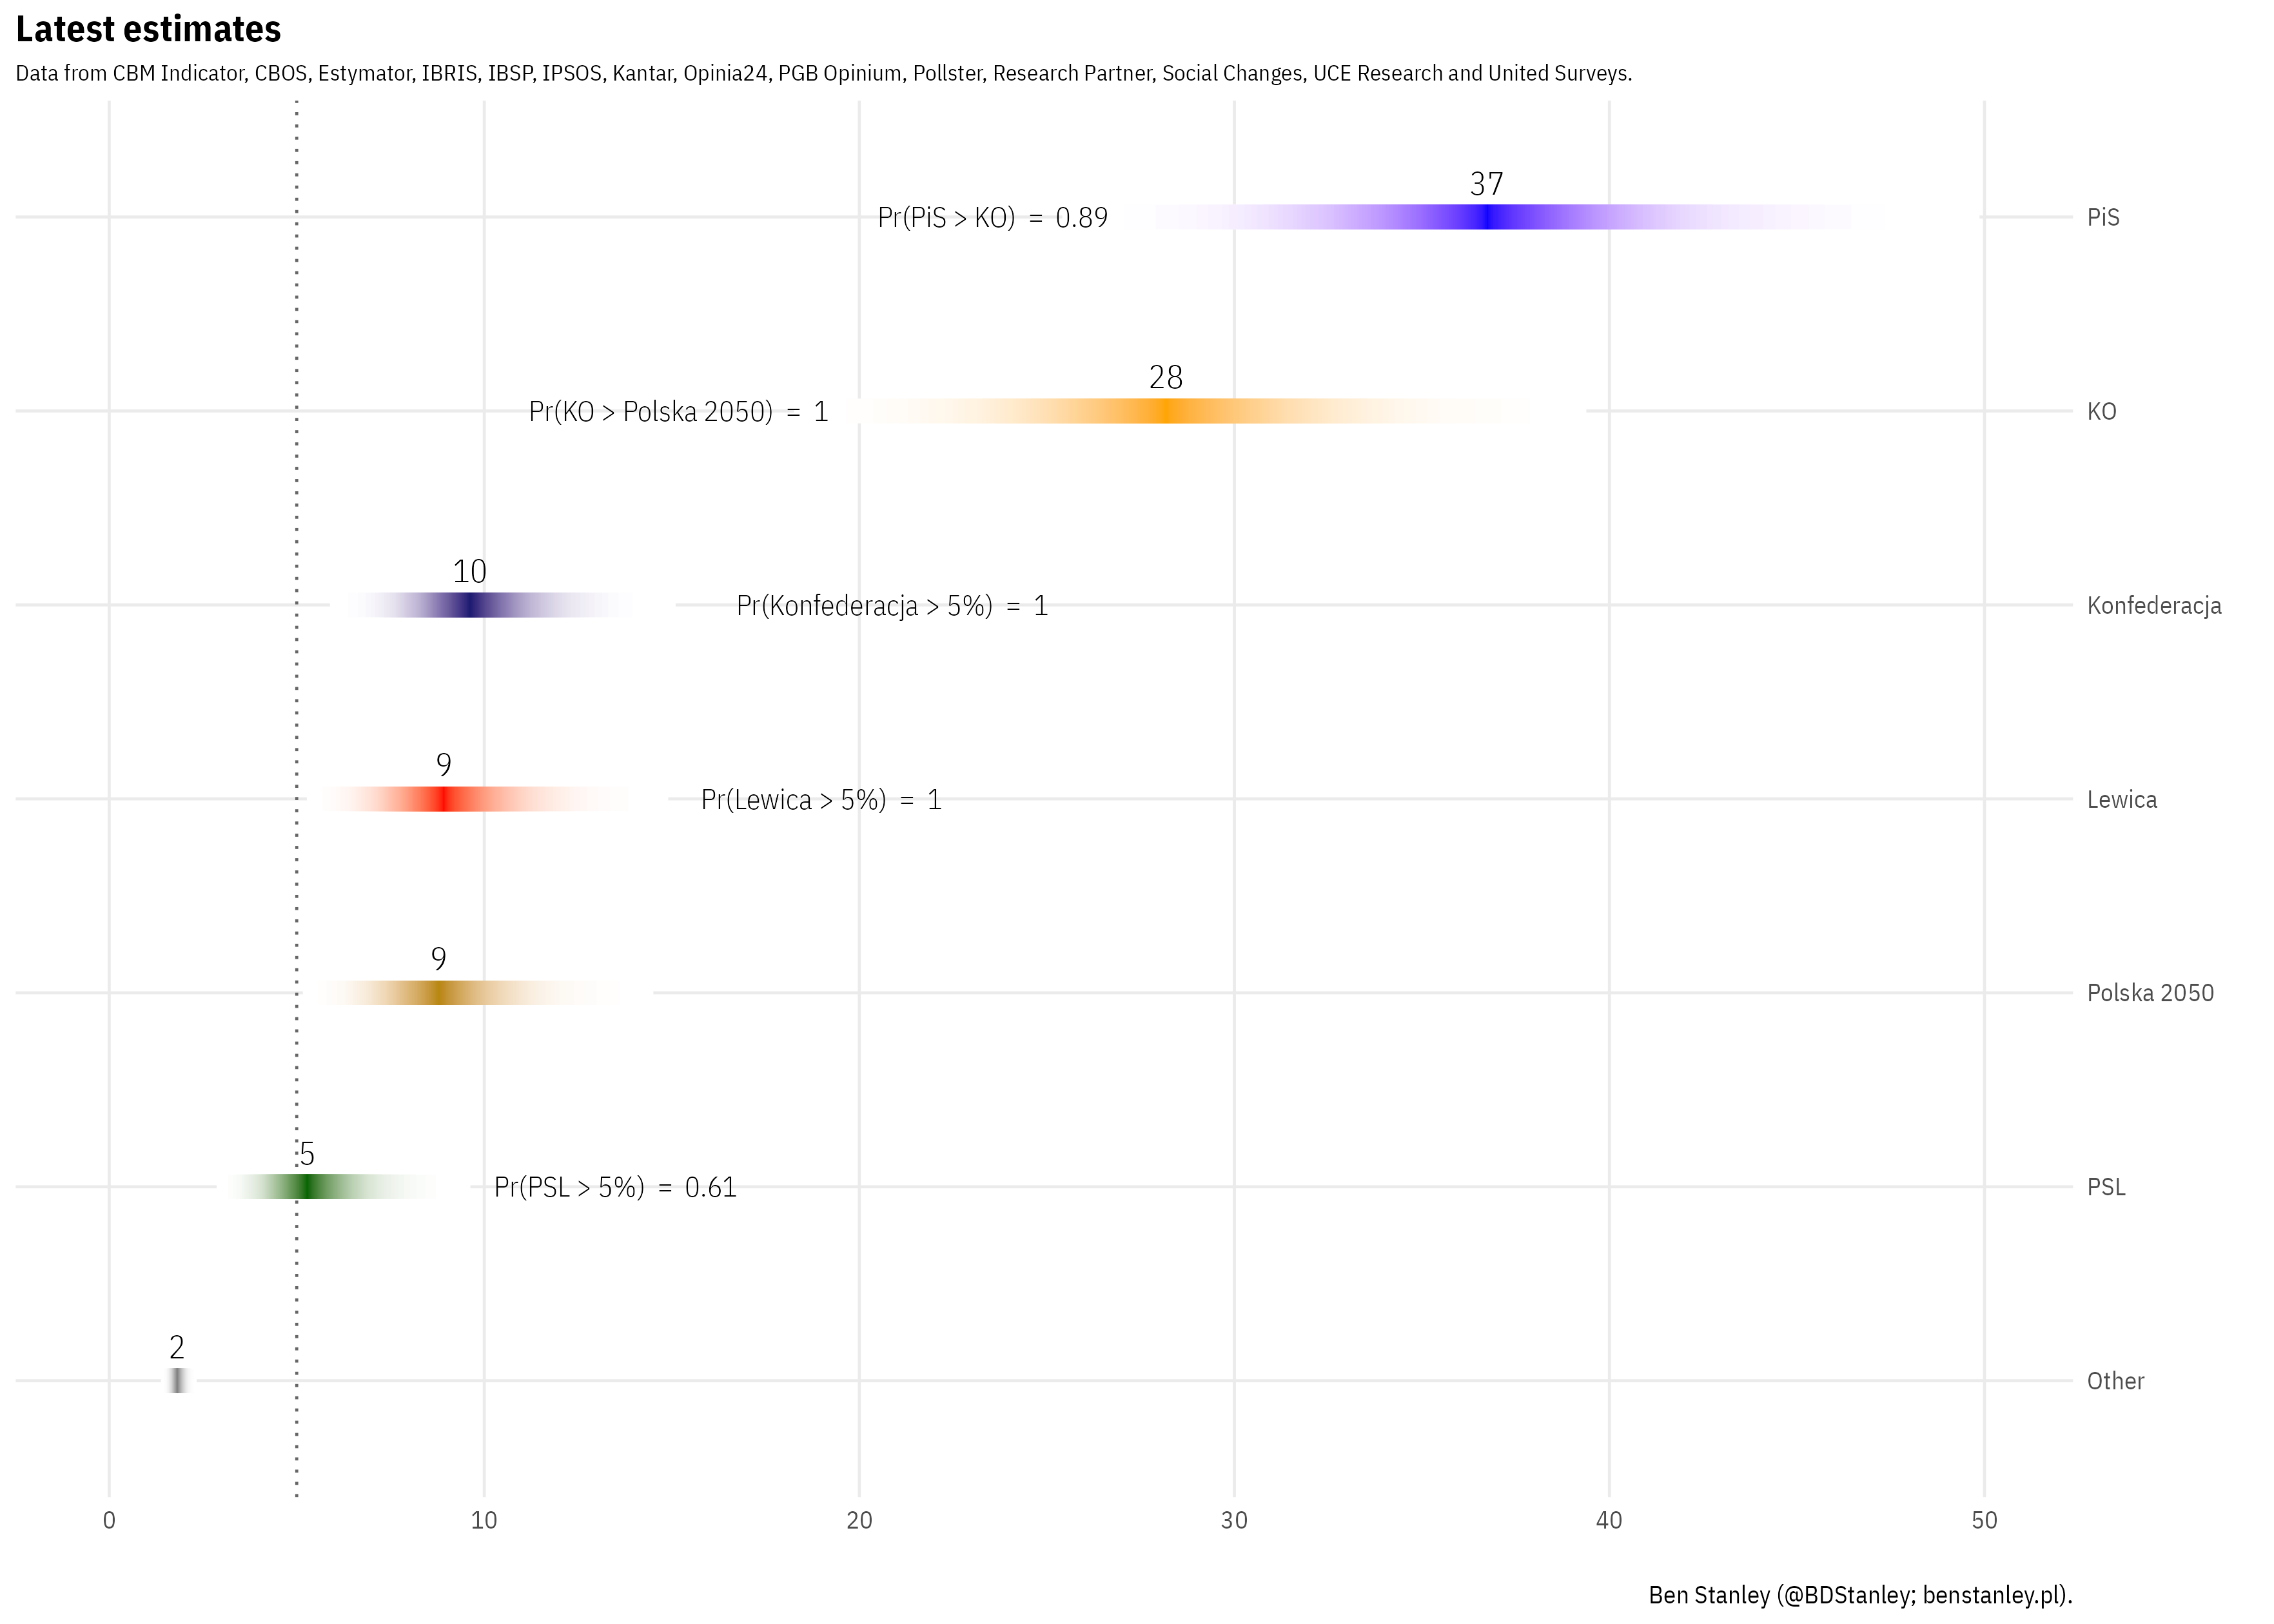 Latest estimates
Data from CBM Indicator, CBOS, Estymator, IBRIS, IBSP, IPSOS, Kantar, Opinia24, PGB Opinium, Pollster, Research Partner, Social Changes, UCE Research and United Surveys.
37
Pr(PiS > KO) = 0.89
PiS
28
Pr(KO > Polska 2050) = 1
KO
10
Pr(Konfederacja > 5%) = 1
Konfederacja
9
Pr(Lewica > 5%) = 1
Lewica
9
Polska 2050
5
Pr(PSL > 5%) = 0.61
PSL
2
Other
0 10 20 30 40 50
Ben Stanley (@BDStanley; benstanley.pl).